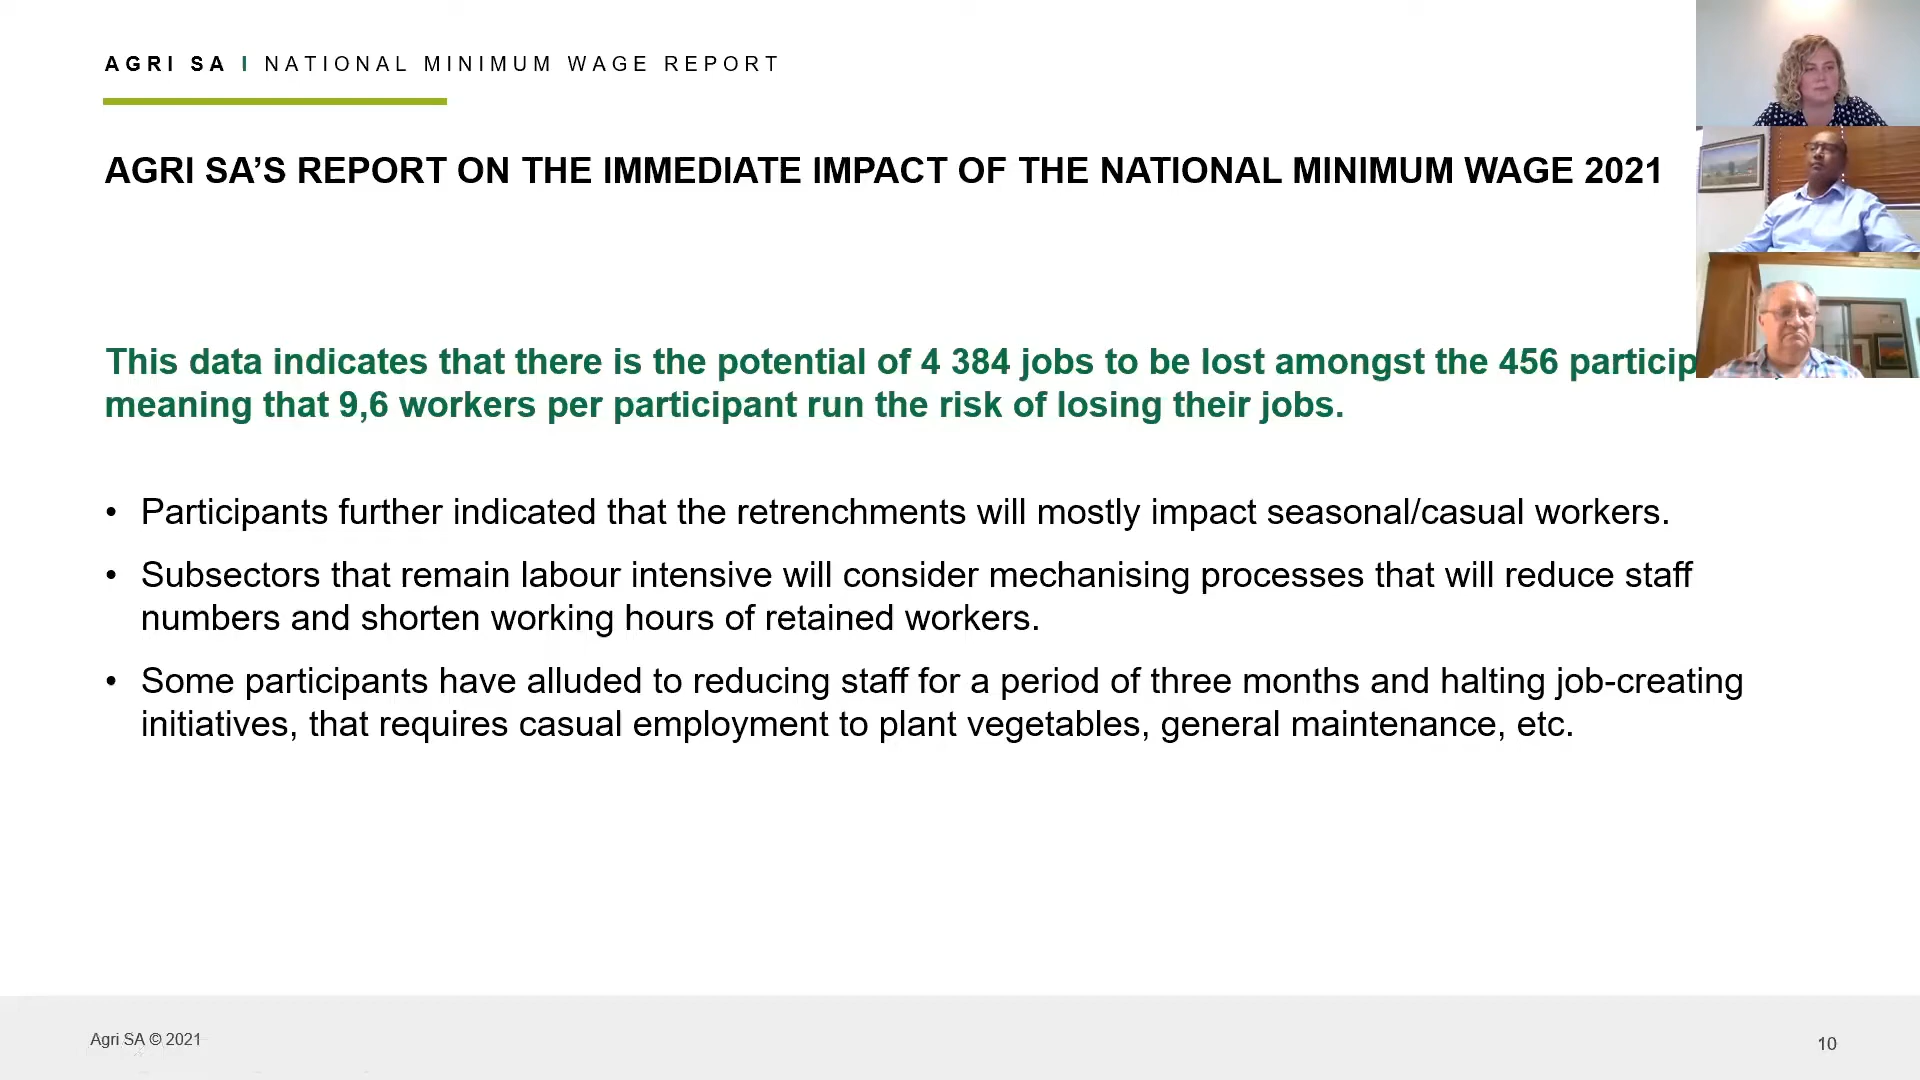 AGRI SA I NATIONAL MINIMUM WAGE REPORT
AGRI SA’S REPORT ON THE IMMEDIATE IMPACT OF THE NATIONAL MINIMUM WAGE 2021
This data indicates that there is the potential of 4 384 jobs to be lost amongst the 456 particip
meaning that 9,6 workers per participant run the risk of losing their jobs.
• Participants further indicated that the retrenchments will mostly impact seasonal/casual workers.
• Subsectors that remain labour intensive will consider mechanising processes that will reduce staff
numbers and shorten working hours of retained workers.
• Some participants have alluded to reducing staff for a period of three months and halting job-creating
initiatives, that requires casual employment to plant vegetables, general maintenance, etc.
Agri SA © 2021
10